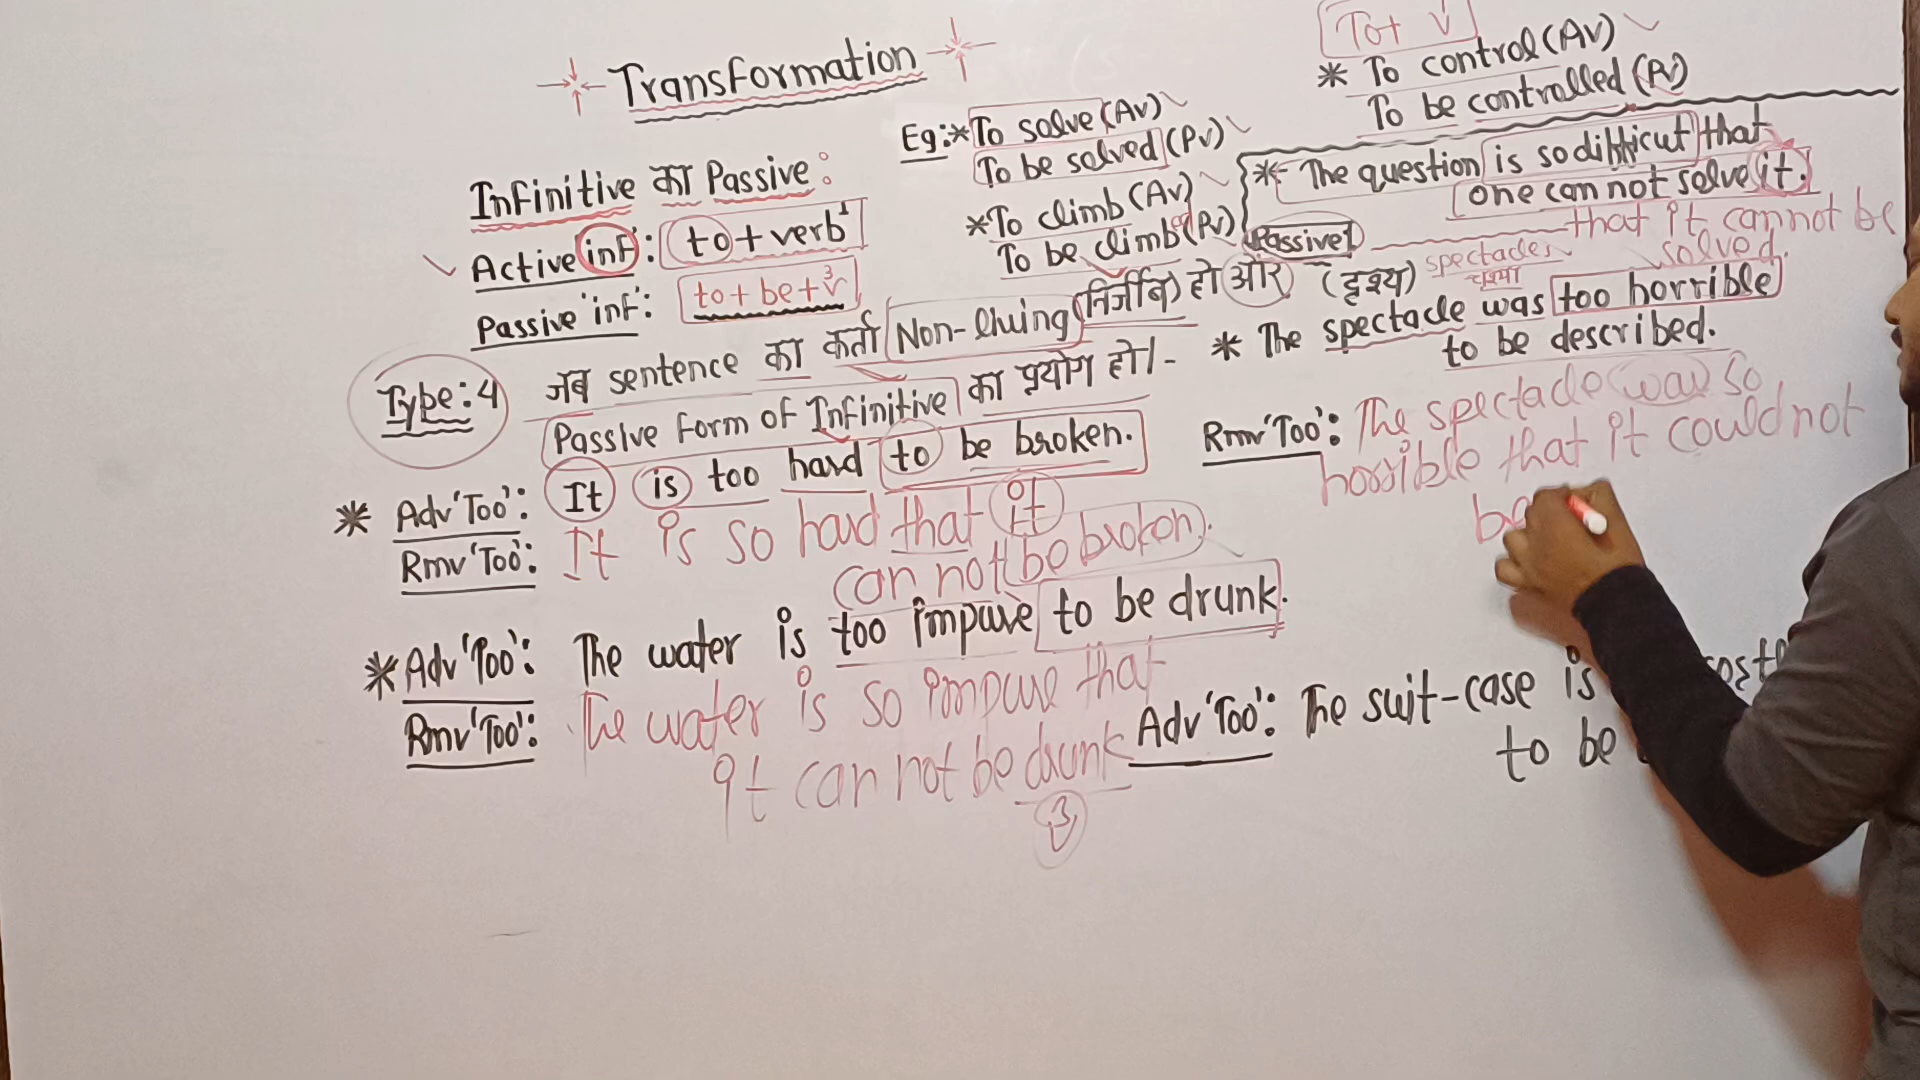 Transformation
Infinitive का Passive:
Active 'inf': to + verb¹
Passive 'inf': to + be + v³
Eg:* To solve (Av)
To be solved (Pv)
* To climb (Av)
To be climbed (Pv)
To + v¹
* To control (Av)
To be controlled (Pv)
* The question is so difficut that
one can not solve it.
Passive] that it cannot be
solved.
Type: 4 जब sentence का कर्ता Non-living (निर्जीव) हो और
Passive form of Infinitive का प्रयोग हो।-
* Adv 'Too': It is too hard to be broken.
Rmv 'Too': It is so hard that it
can not be broken.
* Adv 'Too': The water is too impure to be drunk.
Rmv 'Too': The water is so impure that
it can not be drunk
3
(दृश्य) spectacles
चश्मा
* The spectacle was too horrible
to be described.
Rmv 'Too': The spectacle was so
horrible that it could not
be
Adv 'Too': The suit-case is
to be